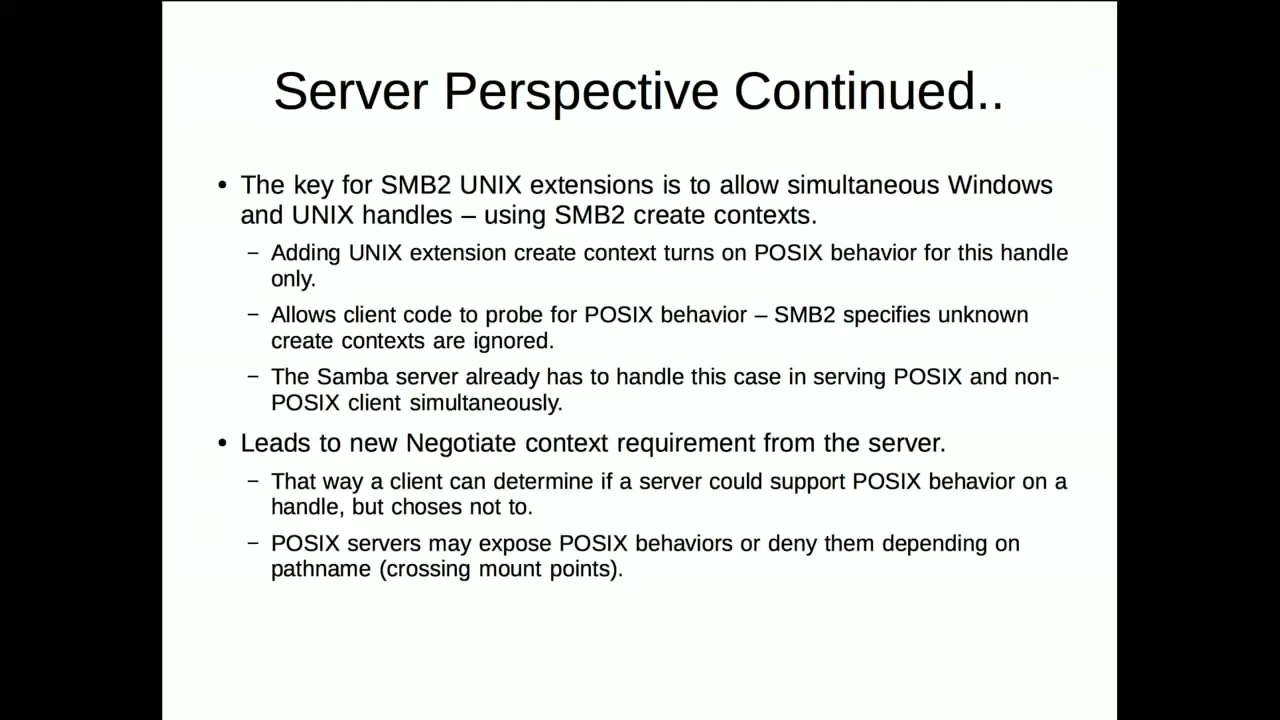 Server Perspective Continued..
• The key for SMB2 UNIX extensions is to allow simultaneous Windows
and UNIX handles – using SMB2 create contexts.
– Adding UNIX extension create context turns on POSIX behavior for this handle
only.
– Allows client code to probe for POSIX behavior – SMB2 specifies unknown
create contexts are ignored.
– The Samba server already has to handle this case in serving POSIX and non-
POSIX client simultaneously.
• Leads to new Negotiate context requirement from the server.
– That way a client can determine if a server could support POSIX behavior on a
handle, but choses not to.
– POSIX servers may expose POSIX behaviors or deny them depending on
pathname (crossing mount points).